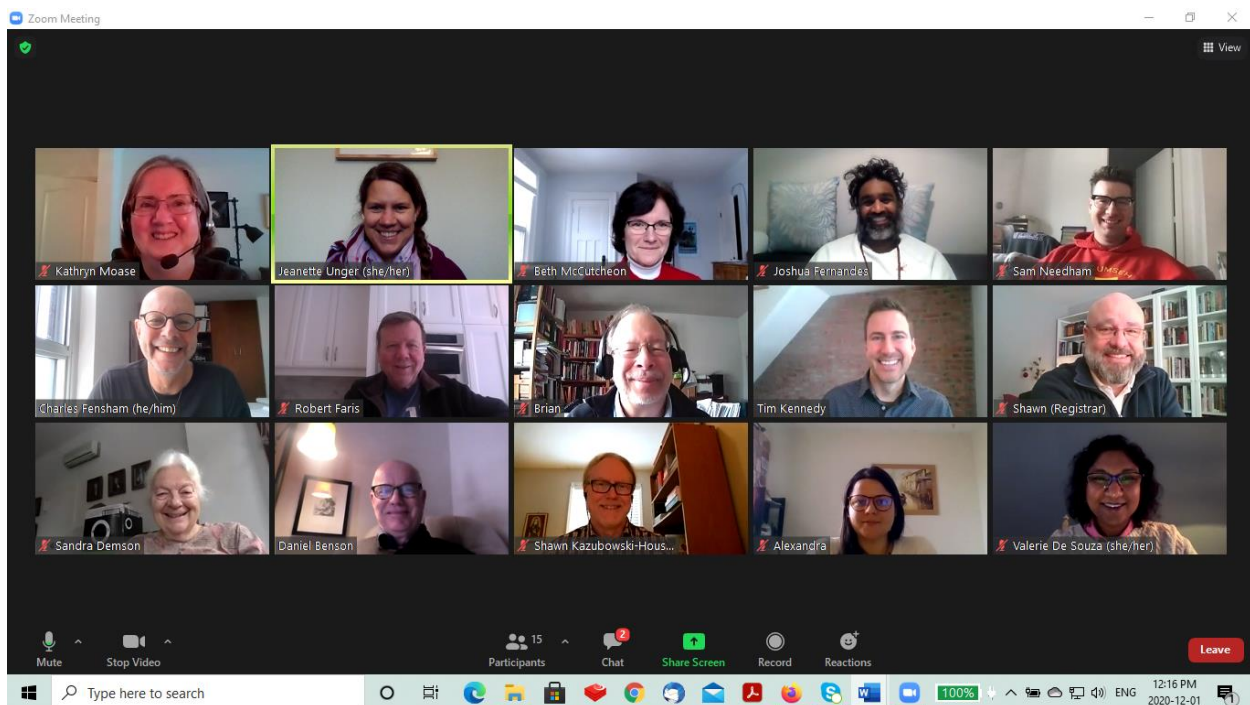 Zoom Meeting
View
Kathryn Moase
Jeanette Unger (she/her)
Beth McCutcheon
Joshua Fernandes
Sam Needham
Charles Fensham (he/him)
Robert Faris
Brian
Tim Kennedy
Shawn (Registrar)
Sandra Demson
Daniel Benson
Shawn Kazubowski-Hous...
Alexandra
Valerie De Souza (she/her)
Mute
Stop Video
15
Participants
2
Chat
Share Screen
Record
Reactions
Leave
Type here to search
100%
ENG
12:16 PM
2020-12-01
1